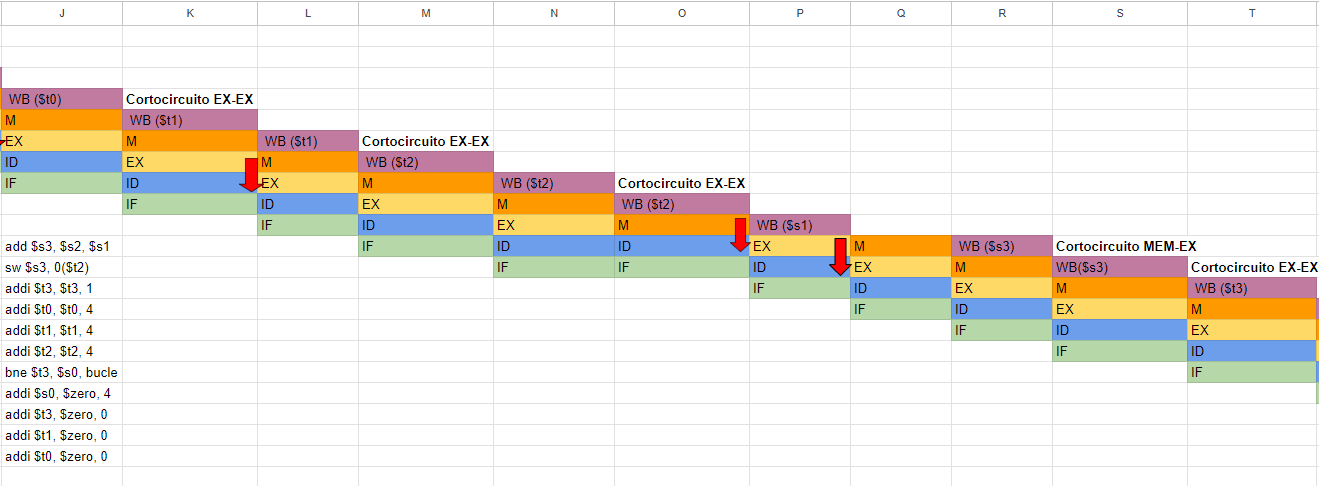 J K L M N O P Q R S T
WB ($t0) Cortocircuito EX-EX
M WB ($t1)
EX M WB ($t1) Cortocircuito EX-EX
ID EX M WB ($t2)
IF ID EX M WB ($t2) Cortocircuito EX-EX
IF ID EX M WB ($t2)
IF ID EX M WB ($s1)
add $s3, $s2, $s1 IF ID ID EX M WB ($s3) Cortocircuito MEM-EX
sw $s3, 0($t2) IF IF ID EX M WB($s3) Cortocircuito EX-EX
addi $t3, $t3, 1 IF ID EX M WB ($t3)
addi $t0, $t0, 4 IF ID EX M
addi $t1, $t1, 4 IF ID EX
addi $t2, $t2, 4 IF ID
bne $t3, $s0, bucle IF
addi $s0, $zero, 4
addi $t3, $zero, 0
addi $t1, $zero, 0
addi $t0, $zero, 0